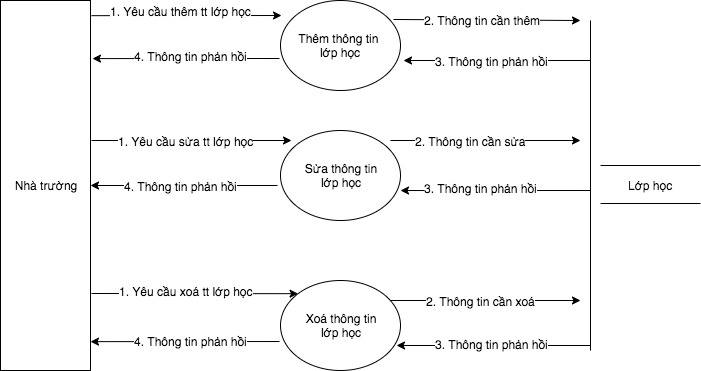 1. Yêu cầu thêm tt lớp học
2. Thông tin cần thêm
Thêm thông tin
lớp học
4. Thông tin phản hồi
3. Thông tin phản hồi
1. Yêu cầu sửa tt lớp học
2. Thông tin cần sửa
Sửa thông tin
lớp học
Nhà trường
4. Thông tin phản hồi
3. Thông tin phản hồi
Lớp học
1. Yêu cầu xoá tt lớp học
2. Thông tin cần xoá
Xoá thông tin
lớp học
4. Thông tin phản hồi
3. Thông tin phản hồi